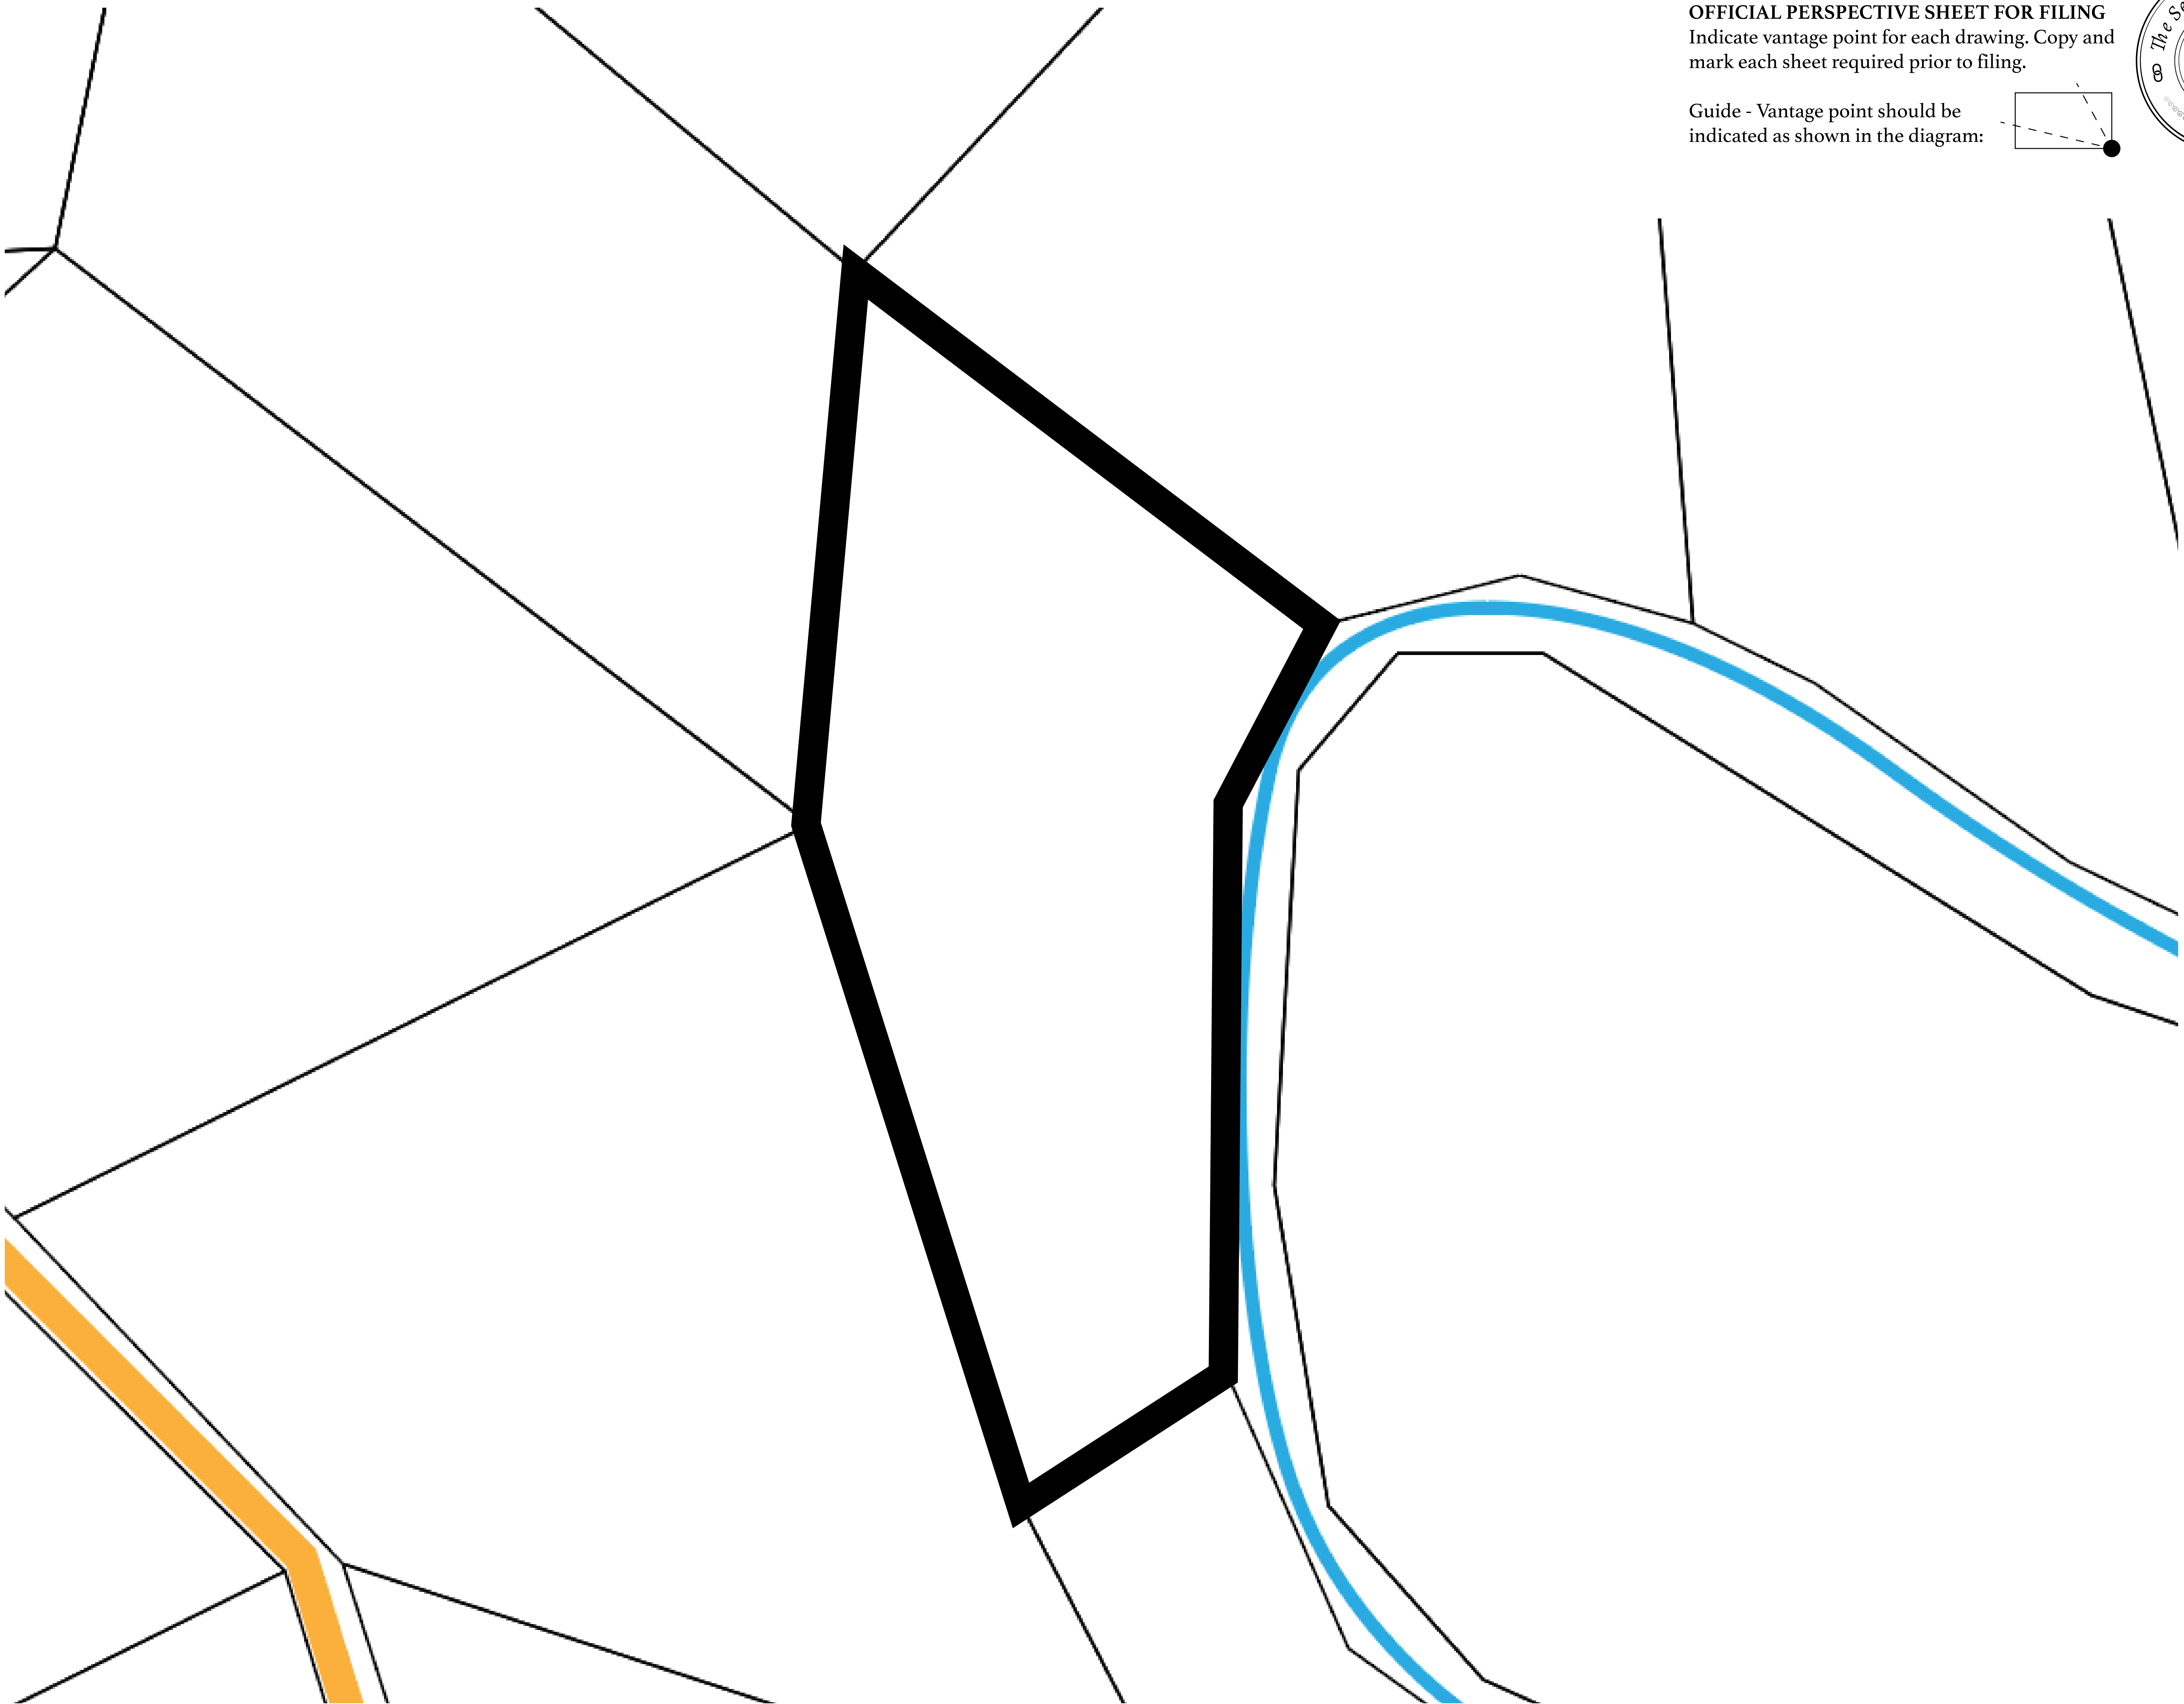 OFFICIAL PERSPECTIVE SHEET FOR FILING
Indicate vantage point for each drawing. Copy and
mark each sheet required prior to filing.
Guide - Vantage point should be
indicated as shown in the diagram:
The